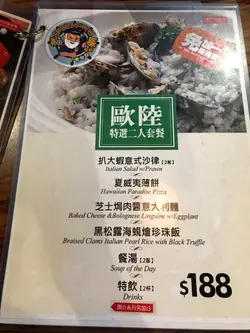 歐陸
特選二人套餐
扒大蝦意式沙律【2客】
Italian Salad w/Prawn
夏威夷薄餅
Hawaiian Paradise Pizza
芝士焗肉醬意大利麵
Baked Cheese &Bolognese Linguine w/Eggplant
黑松露海蜆燴珍珠飯
Braised Clams Italian Pearl Rice with Black Truffle
餐湯【2客】
Soup of the Day
特飲【2杯】
Drinks
$188